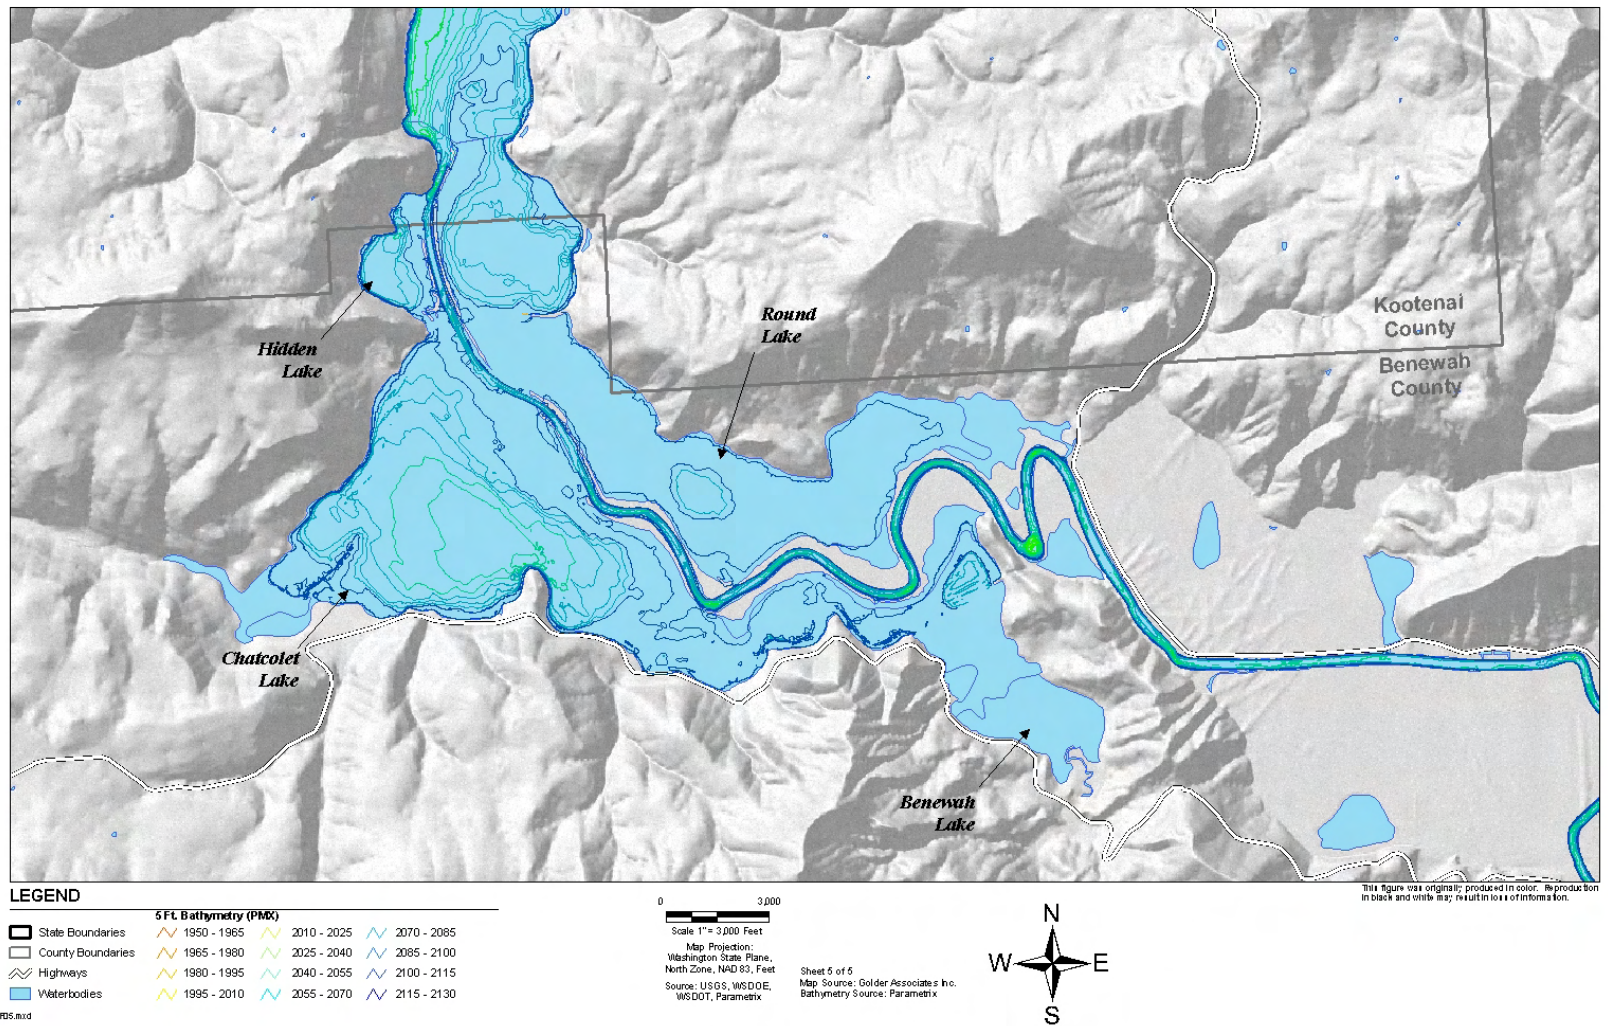 Kootenai
County
Benewah
County
Round
Lake
Hidden
Lake
Chatcolet
Lake
Benewah
Lake
This figure was originally produced in color. Reproduction
in black and white may result in loss of information.
LEGEND
5 Ft. Bathymetry (PMX)
State Boundaries
County Boundaries
Highways
Waterbodies
1950 - 1965
1965 - 1980
1980 - 1995
1995 - 2010
2010 - 2025
2025 - 2040
2040 - 2055
2055 - 2070
2070 - 2085
2085 - 2100
2100 - 2115
2115 - 2130
0 3,000
Scale 1" = 3,000 Feet
Map Projection:
Washington State Plane,
North Zone, NAD 83, Feet
Source: USGS, WSDOE,
WSDOT, Parametrix
Sheet 5 of 5
Map Source: Golder Associates Inc.
Bathymetry Source: Parametrix
N
W E
S